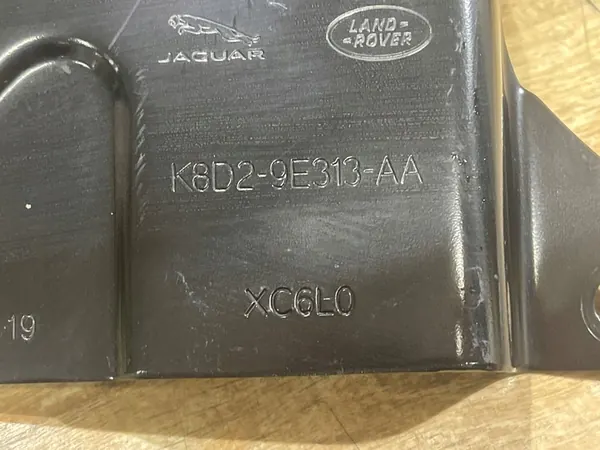 JAGUAR
LAND-
-ROVER
K8D2-9E313-AA
XC6L0
19